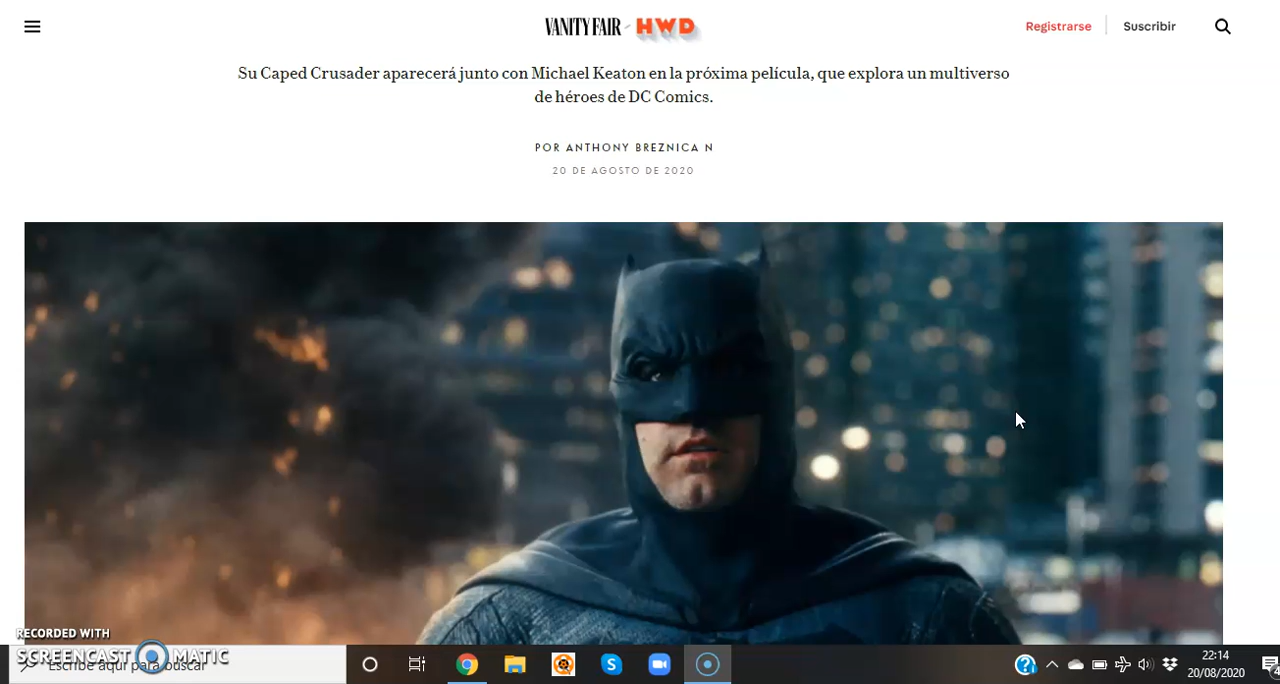 VANITY FAIR HWD
Registrarse
Suscribir
Su Caped Crusader aparecerá junto con Michael Keaton en la próxima película, que explora un multiverso
de héroes de DC Comics.
POR ANTHONY BREZNICA N
20 DE AGOSTO DE 2020
RECORDED WITH
SCREENCAST MATIC
Escribe aquí para buscar
22:14
20/08/2020